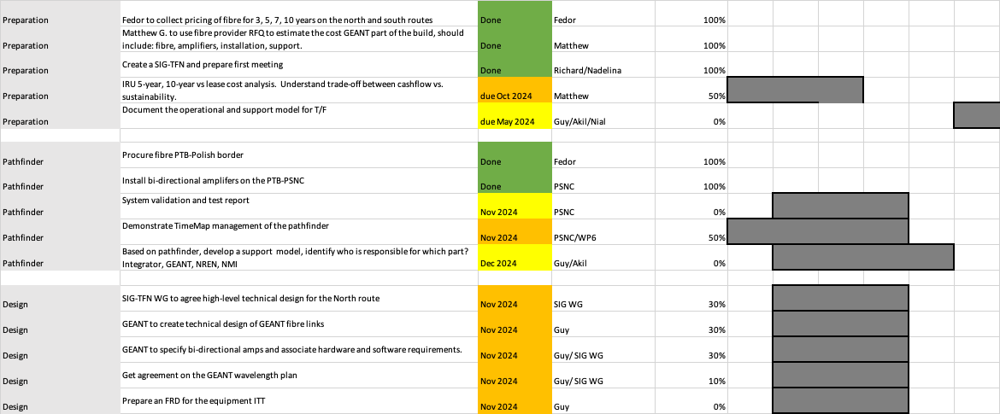 Preparation Fedor to collect pricing of fibre for 3, 5, 7, 10 years on the north and south routes Done Fedor 100%
Matthew G. to use fibre provider RFQ to estimate the cost GEANT part of the build, should
Preparation include: fibre, amplifiers, installation, support. Done Matthew 100%
Create a SIG-TFN and prepare first meeting
Preparation Done Richard/Nadelina 100%
IRU 5-year, 10-year vs lease cost analysis. Understand trade-off between cashflow vs.
Preparation sustainability. due Oct 2024 Matthew 50%
Document the operational and support model for T/F
Preparation due May 2024 Guy/Akil/Nial 0%
Procure fibre PTB-Polish border
Pathfinder Done Fedor 100%
Install bi-directional amplifers on the PTB-PSNC
Pathfinder Done PSNC 100%
System validation and test report
Pathfinder Nov 2024 PSNC 0%
Demonstrate TimeMap management of the pathfinder
Pathfinder Nov 2024 PSNC/WP6 50%
Based on pathfinder, develop a support model, identify who is responsible for which part?
Pathfinder Integrator, GEANT, NREN, NMI Dec 2024 Guy/Akil 0%
SIG-TFN WG to agree high-level technical design for the North route
Design Nov 2024 SIG WG 30%
GEANT to create technical design of GEANT fibre links
Design Nov 2024 Guy 30%
GEANT to specify bi-directional amps and associate hardware and software requirements.
Design Nov 2024 Guy/ SIG WG 30%
Get agreement on the GEANT wavelength plan
Design Nov 2024 Guy/ SIG WG 10%
Prepare an FRD for the equipment ITT
Design Nov 2024 Guy 0%